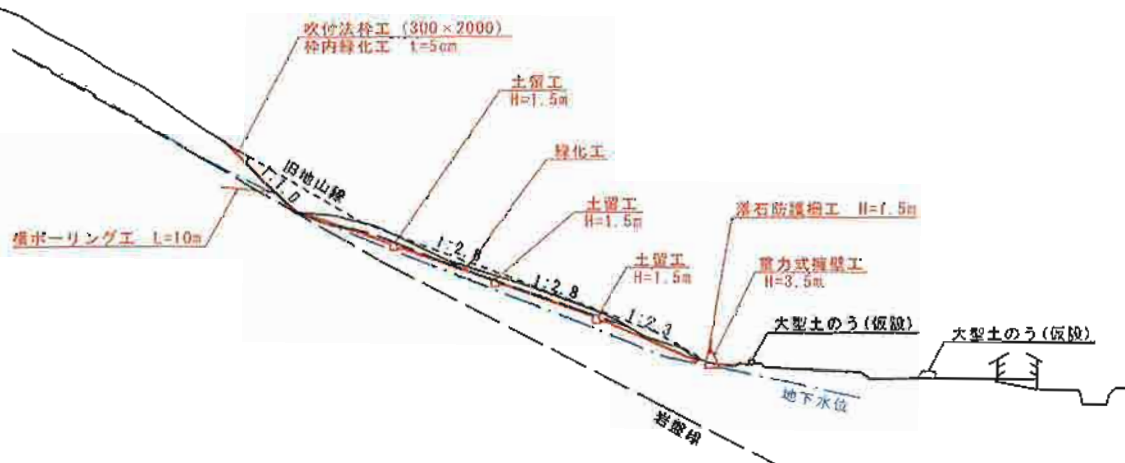 吹付法枠工 (300×2000)
枠内緑化工 t=5cm
土留工
H=1.5m
緑化工
旧地山線
1:1.0
土留工
H=1.5m
落石防護柵工 H=1.5m
横ボーリング工 L=10m
1:2.8
土留工
H=1.5m
重力式擁壁工
H=3.5m
1:2.8
1:2.3
大型土のう(仮設)
大型土のう(仮設)
地下水位
岩盤線